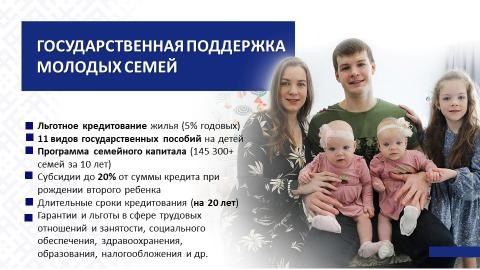 ГОСУДАРСТВЕННАЯ ПОДДЕРЖКА
МОЛОДЫХ СЕМЕЙ
Льготное кредитование жилья (5% годовых)
11 видов государственных пособий на детей
Программа семейного капитала (145 300+
семей за 10 лет)
Субсидии до 20% от суммы кредита при
рождении второго ребенка
Длительные сроки кредитования (на 20 лет)
Гарантии и льготы в сфере трудовых
отношений и занятости, социального
обеспечения, здравоохранения,
образования, налогообложения и др.